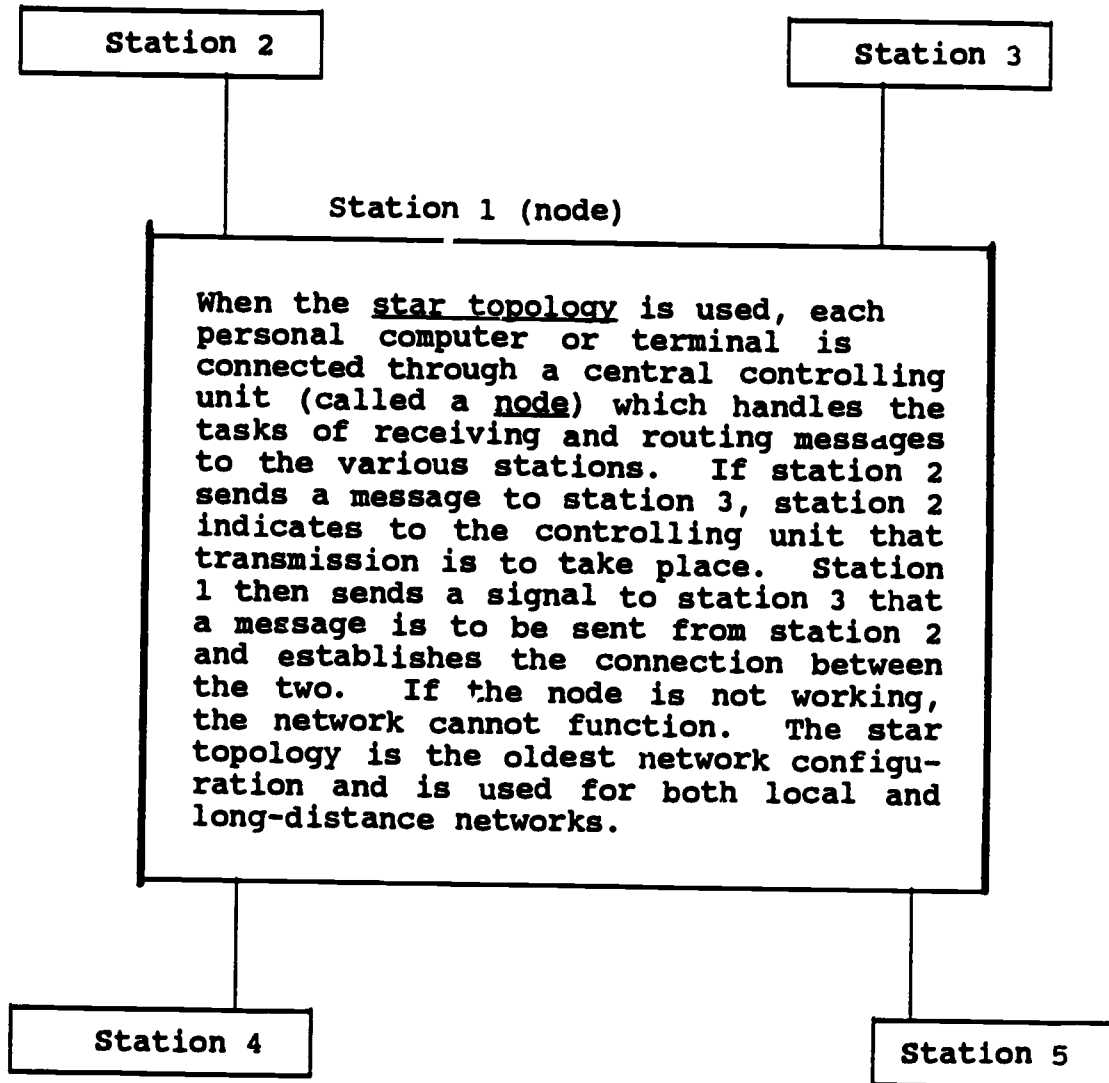 Station 2
Station 3
Station 1 (node)
When the star topology is used, each
personal computer or terminal is
connected through a central controlling
unit (called a node) which handles the
tasks of receiving and routing messages
to the various stations. If station 2
sends a message to station 3, station 2
indicates to the controlling unit that
transmission is to take place. Station
1 then sends a signal to station 3 that
a message is to be sent from station 2
and establishes the connection between
the two. If the node is not working,
the network cannot function. The star
topology is the oldest network configu-
ration and is used for both local and
long-distance networks.
Station 4
Station 5